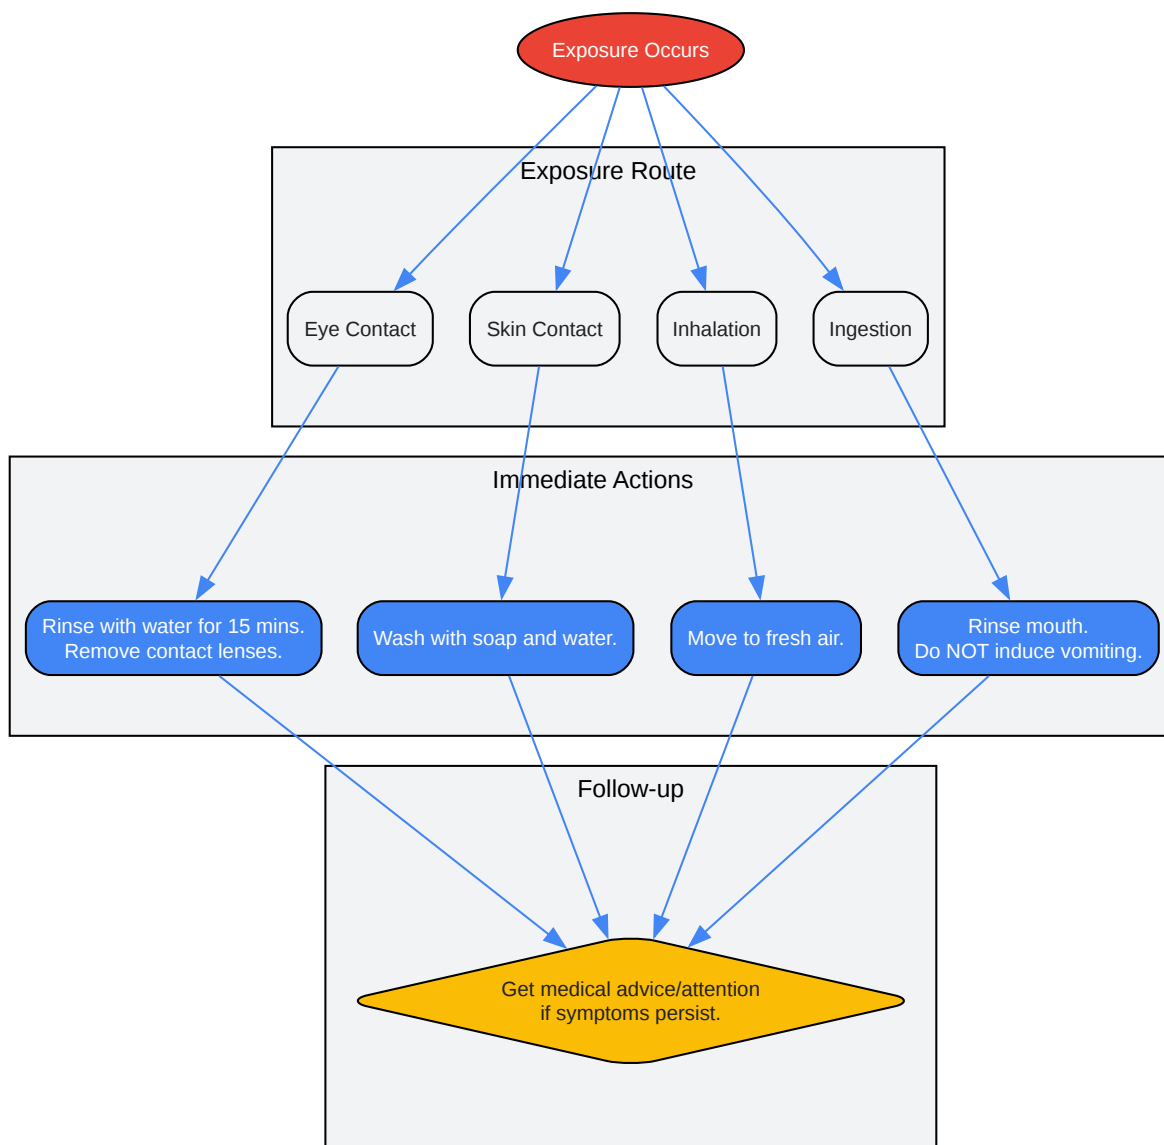 Exposure Occurs
Exposure Route
Eye Contact
Skin Contact
Inhalation
Ingestion
Immediate Actions
Rinse with water for 15 mins.
Remove contact lenses.
Wash with soap and water.
Move to fresh air.
Rinse mouth.
Do NOT induce vomiting.
Follow-up
Get medical advice/attention
if symptoms persist.